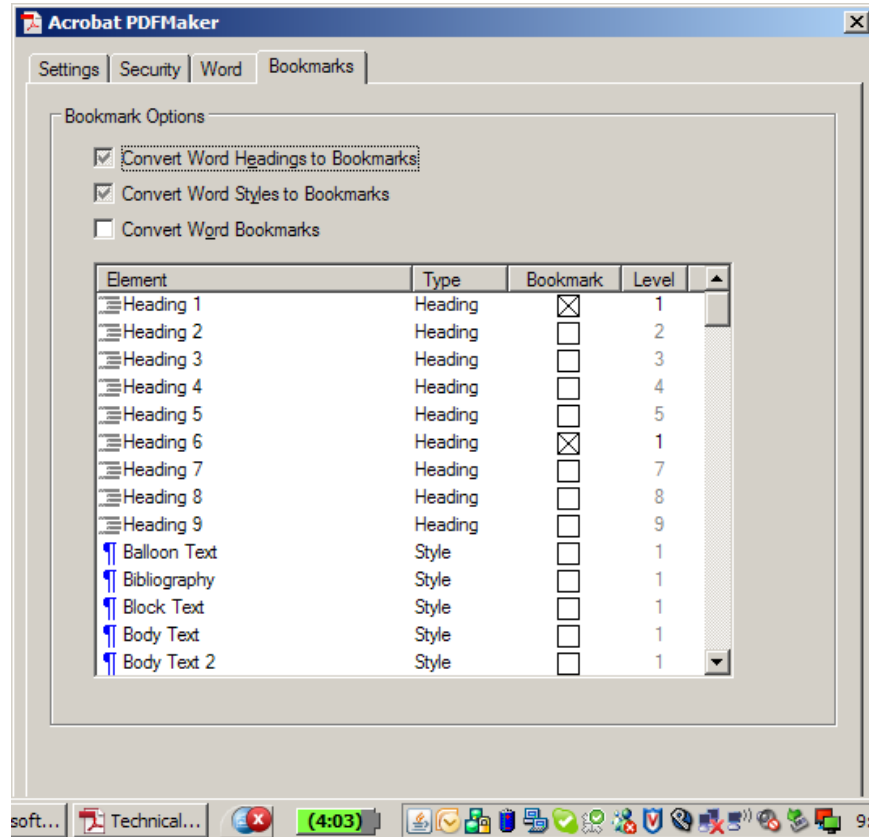 Acrobat PDFMaker
Settings Security Word Bookmarks
Bookmark Options
Convert Word Headings to Bookmarks
Convert Word Styles to Bookmarks
Convert Word Bookmarks
Element Type Bookmark Level
Heading 1 Heading 1
Heading 2 Heading 2
Heading 3 Heading 3
Heading 4 Heading 4
Heading 5 Heading 5
Heading 6 Heading 1
Heading 7 Heading 7
Heading 8 Heading 8
Heading 9 Heading 9
Balloon Text Style 1
Bibliography Style 1
Block Text Style 1
Body Text Style 1
Body Text 2 Style 1
soft... Technical... (4:03) 9: